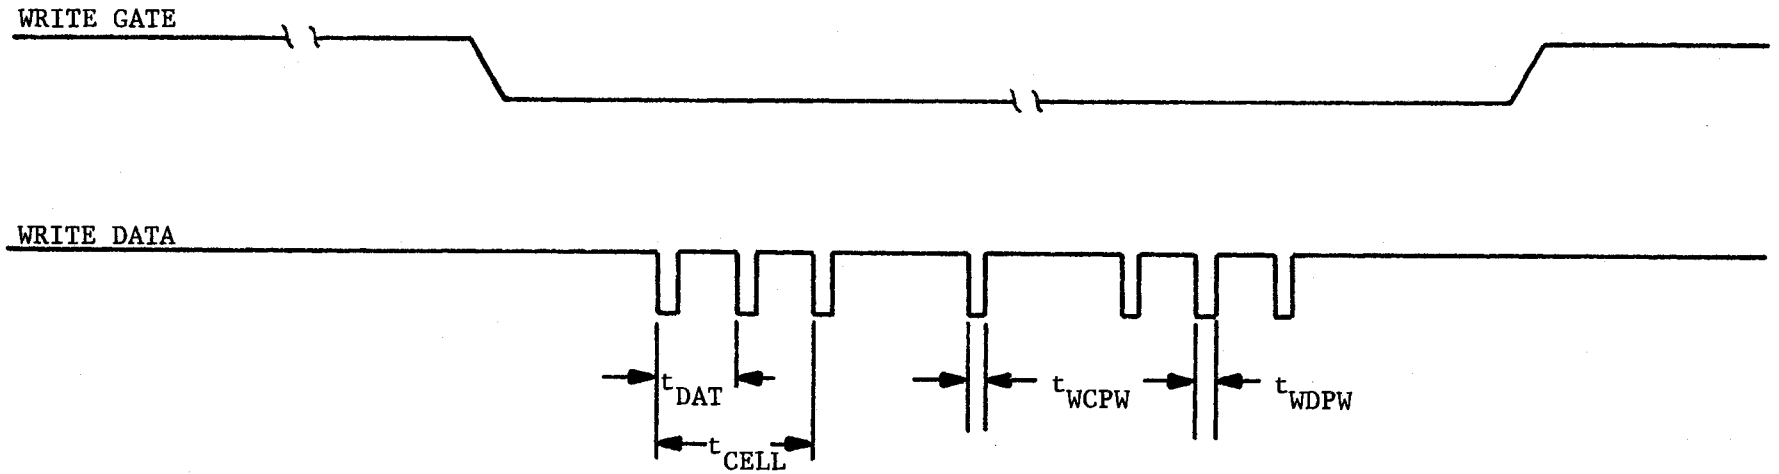 WRITE GATE
WRITE DATA
tDAT
tWCPW
tWDPW
tCELL